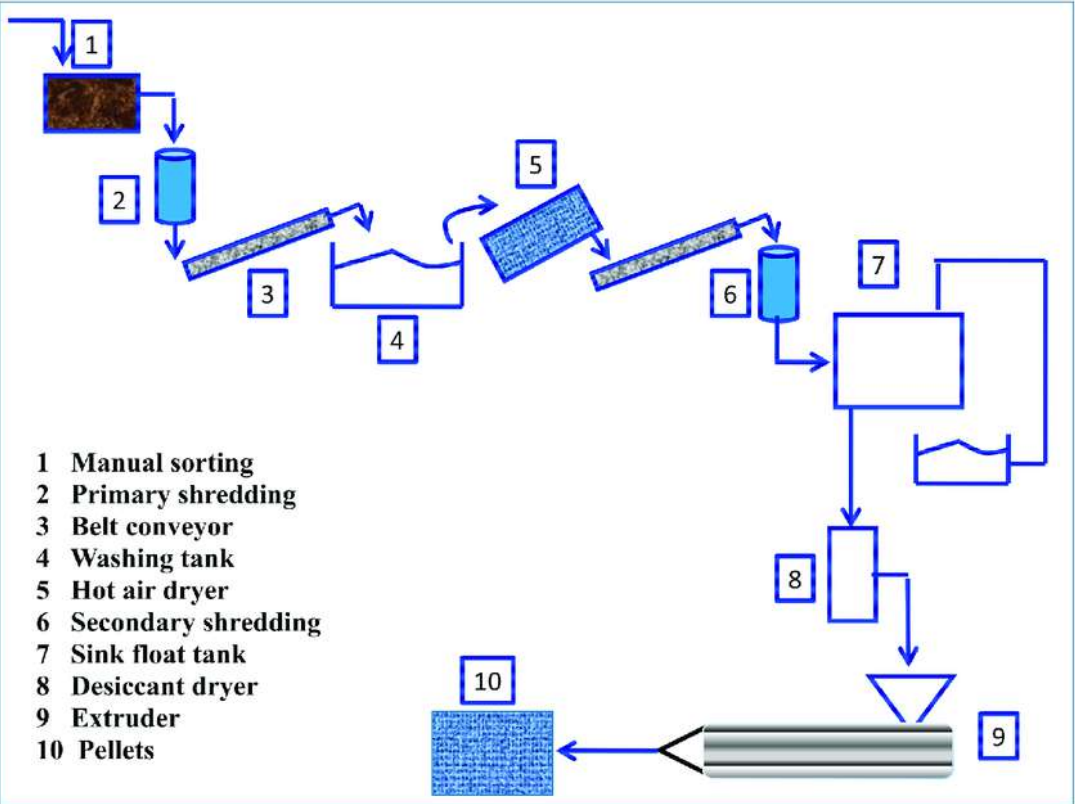 1
2
3
4
5
6
7
8
9
10
1 Manual sorting
2 Primary shredding
3 Belt conveyor
4 Washing tank
5 Hot air dryer
6 Secondary shredding
7 Sink float tank
8 Desiccant dryer
9 Extruder
10 Pellets